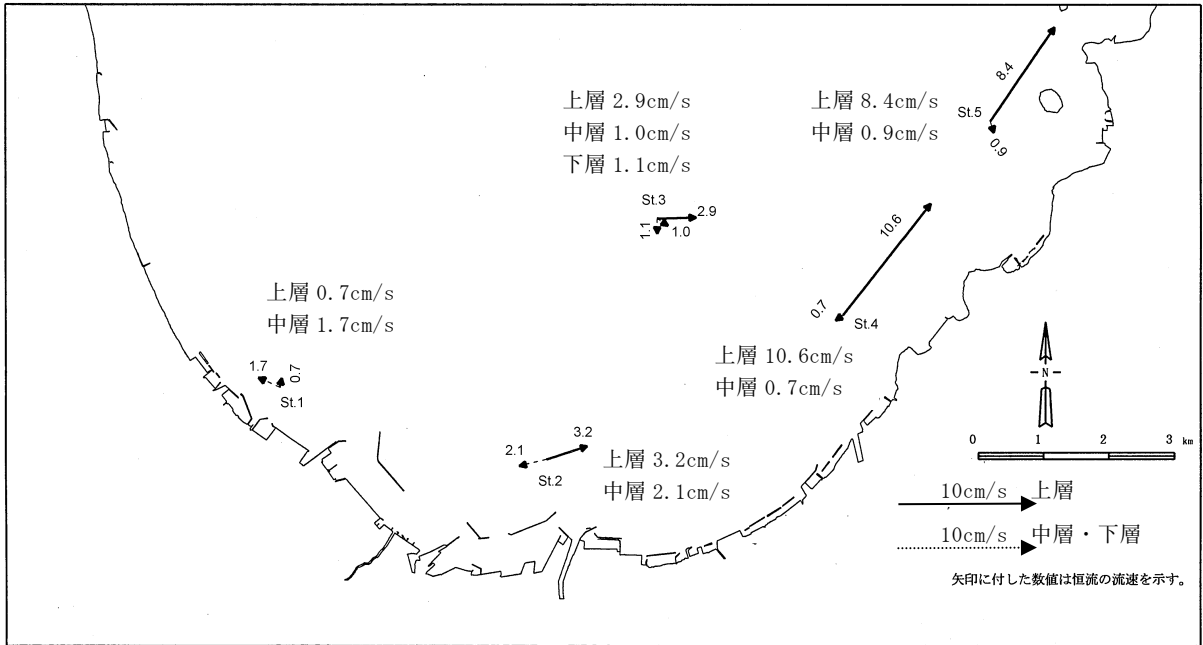 8.4
上層 2.9cm/s
中層 1.0cm/s
下層 1.1cm/s
上層 8.4cm/s
中層 0.9cm/s
St.5
0.9
St.3
2.9
1.1
1.0
10.6
0.7
St.4
上層 0.7cm/s
中層 1.7cm/s
1.7
0.7
St.1
上層 10.6cm/s
中層 0.7cm/s
N
3.2
2.1
St.2
上層 3.2cm/s
中層 2.1cm/s
0 1 2 3 km
10cm/s 上層
10cm/s 中層・下層
矢印に付した数値は恒流の流速を示す。